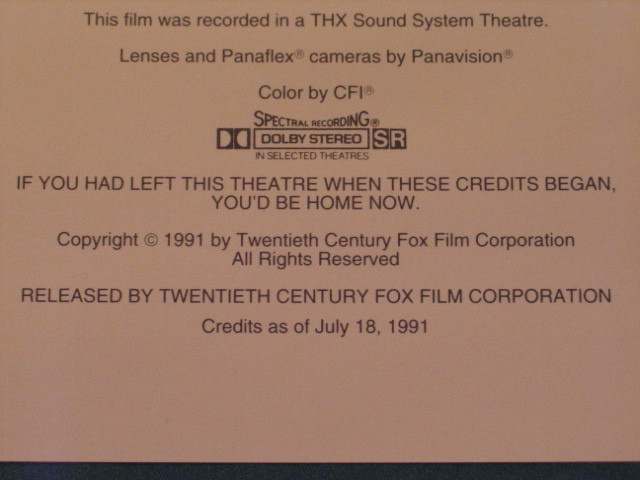 This film was recorded in a THX Sound System Theatre.
Lenses and Panaflex® cameras by Panavision®
Color by CFI®
SPECTRAL RECORDING®
DOLBY STEREO SR
IN SELECTED THEATRES
IF YOU HAD LEFT THIS THEATRE WHEN THESE CREDITS BEGAN,
YOU'D BE HOME NOW.
Copyright © 1991 by Twentieth Century Fox Film Corporation
All Rights Reserved
RELEASED BY TWENTIETH CENTURY FOX FILM CORPORATION
Credits as of July 18, 1991